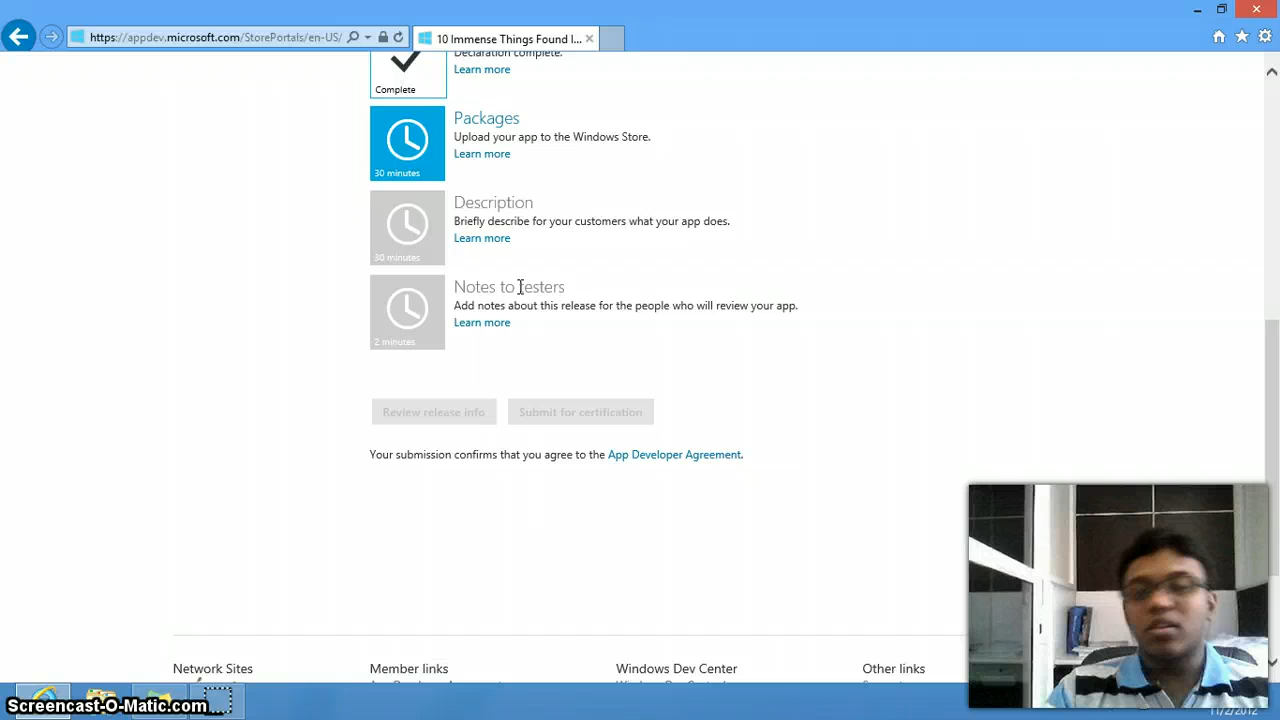 https://appdev.microsoft.com/StorePortals/en-US/
10 Immense Things Found I...
Declaration complete.
Learn more
Complete
Packages
Upload your app to the Windows Store.
Learn more
30 minutes
Description
Briefly describe for your customers what your app does.
Learn more
30 minutes
Notes to Testers
Add notes about this release for the people who will review your app.
Learn more
2 minutes
Review release info
Submit for certification
Your submission confirms that you agree to the App Developer Agreement.
Network Sites
Member links
Windows Dev Center
Other links
Screencast-O-Matic.com
11/2/2012